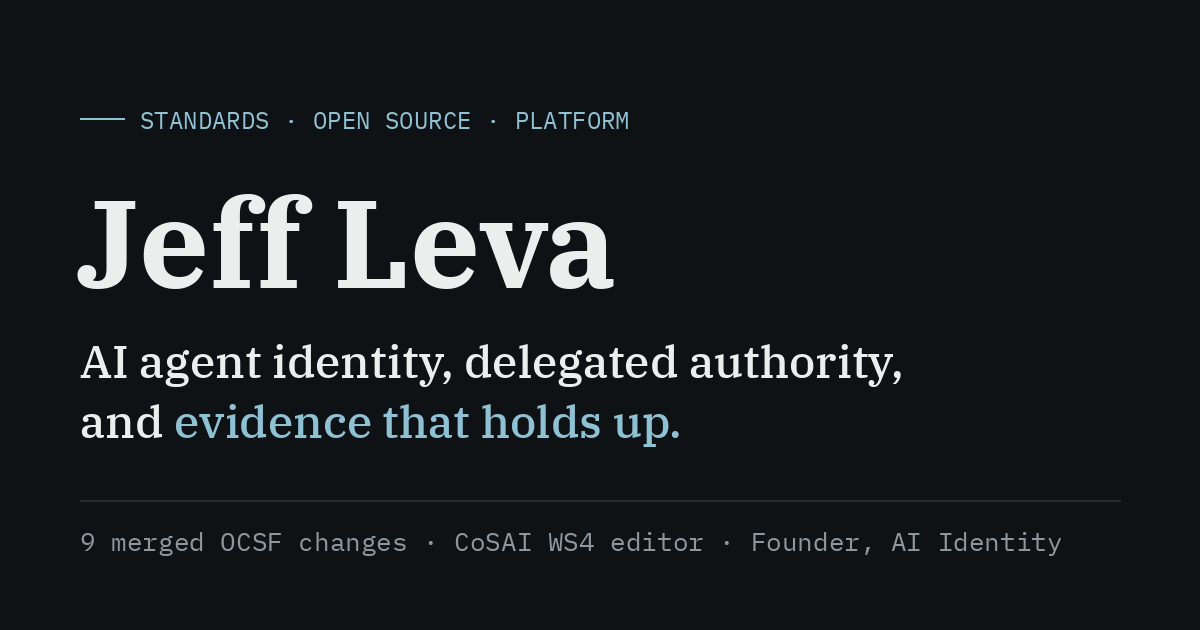 STANDARDS · OPEN SOURCE · PLATFORM
Jeff Leva
AI agent identity, delegated authority,
and evidence that holds up.
9 merged OCSF changes · CoSAI WS4 editor · Founder, AI Identity